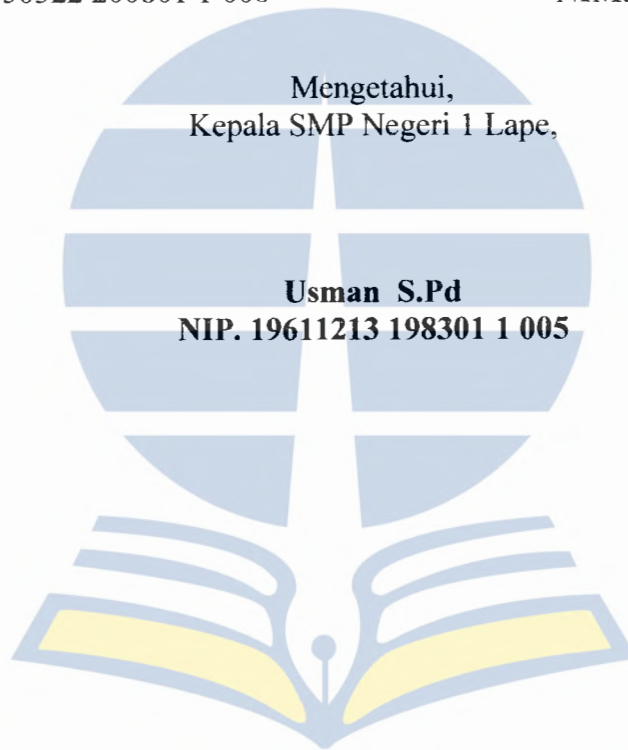 Mengetahui,
Kepala SMP Negeri 1 Lape,
Usman S.Pd
NIP. 19611213 198301 1 005